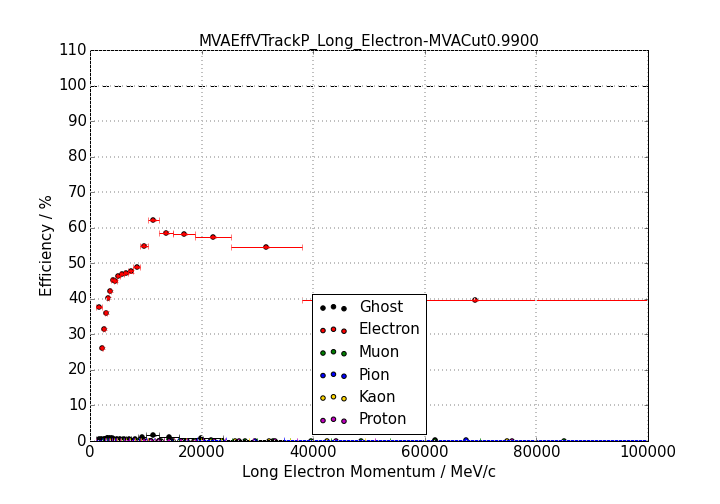 MVAEffVTrackP_Long_Electron-MVACut0.9900
110
100
90
80
70
60
50
40
30
20
10
0
Efficiency / %
Ghost
Electron
Muon
Pion
Kaon
Proton
0 20000 40000 60000 80000 100000
Long Electron Momentum / MeV/c